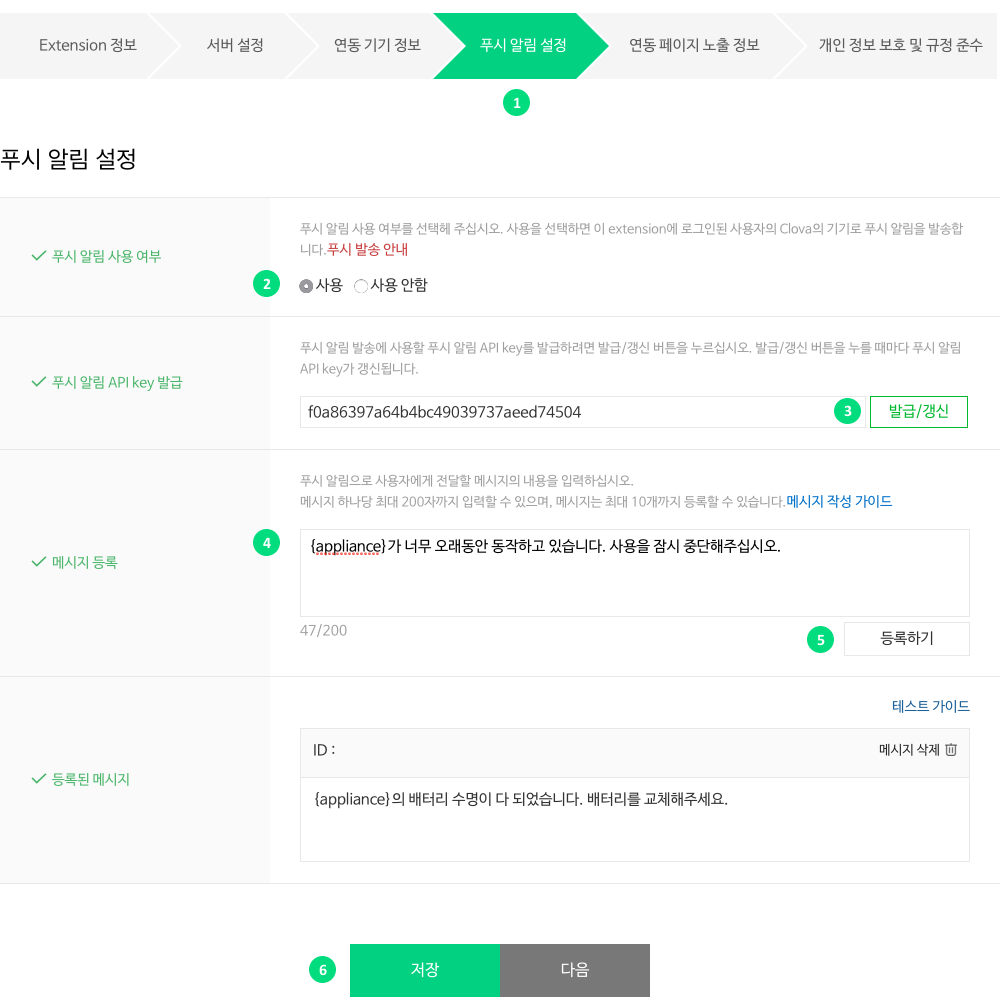 Extension 정보
서버 설정
연동 기기 정보
푸시 알림 설정
연동 페이지 노출 정보
개인 정보 보호 및 규정 준수
1
푸시 알림 설정
푸시 알림 사용 여부
푸시 알림 사용 여부를 선택헤 주십시오. 사용을 선택하면 이 extension에 로그인된 사용자의 Clova의 기기로 푸시 알림을 발송합
니다.푸시 발송 안내
2
사용 사용 안함
푸시 알림 API key 발급
푸시 알림 발송에 사용할 푸시 알림 API key를 발급하려면 발급/갱신 버튼을 누르십시오. 발급/갱신 버튼을 누를 때마다 푸시 알림
API key가 갱신됩니다.
f0a86397a64b4bc49039737aeed74504
3
발급/갱신
메시지 등록
푸시 알림으로 사용자에게 전달할 메시지의 내용을 입력하십시오.
메시지 하나당 최대 200자까지 입력할 수 있으며, 메시지는 최대 10개까지 등록할 수 있습니다.메시지 작성 가이드
4
{appliance}가 너무 오래동안 동작하고 있습니다. 사용을 잠시 중단해주십시오.
47/200
5
등록하기
등록된 메시지
테스트 가이드
ID :
메시지 삭제
{appliance}의 배터리 수명이 다 되었습니다. 배터리를 교체해주세요.
6
저장
다음